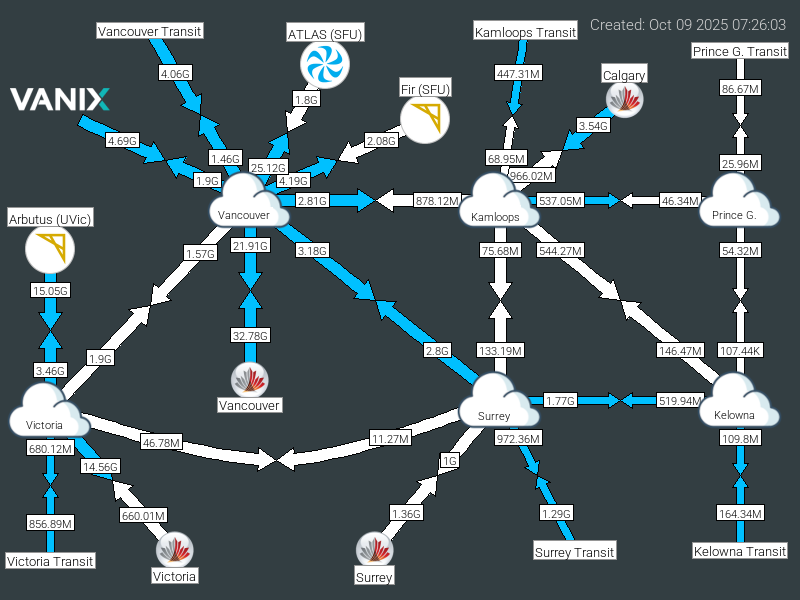 Created: Oct 09 2025 07:26:03
Vancouver Transit
ATLAS (SFU)
Kamloops Transit
Prince G. Transit
4.06G
447.31M
Calgary
86.67M
VANIX
1.8G
Fir (SFU)
3.54G
4.69G
2.08G
1.46G
25.12G
68.95M
25.96M
1.9G
4.19G
966.02M
2.81G
878.12M
537.05M
46.34M
Arbutus (UVic)
Vancouver
Kamloops
Prince G.
1.57G
21.91G
3.18G
75.68M
544.27M
54.32M
15.05G
32.78G
1.9G
2.8G
133.19M
146.47M
107.44K
3.46G
Vancouver
1.77G
519.94M
Victoria
Surrey
Kelowna
680.12M
46.78M
11.27M
972.36M
109.8M
14.56G
1G
856.89M
660.01M
1.36G
1.29G
164.34M
Victoria Transit
Victoria
Surrey
Surrey Transit
Kelowna Transit